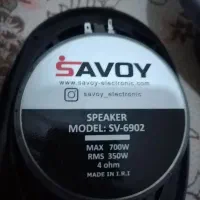 SAVOY
www.savoy-electronic.com
savoy_electronic
SPEAKER
MODEL: SV-6902
MAX 700W
RMS 350W
4 ohm
MADE IN I.R.I